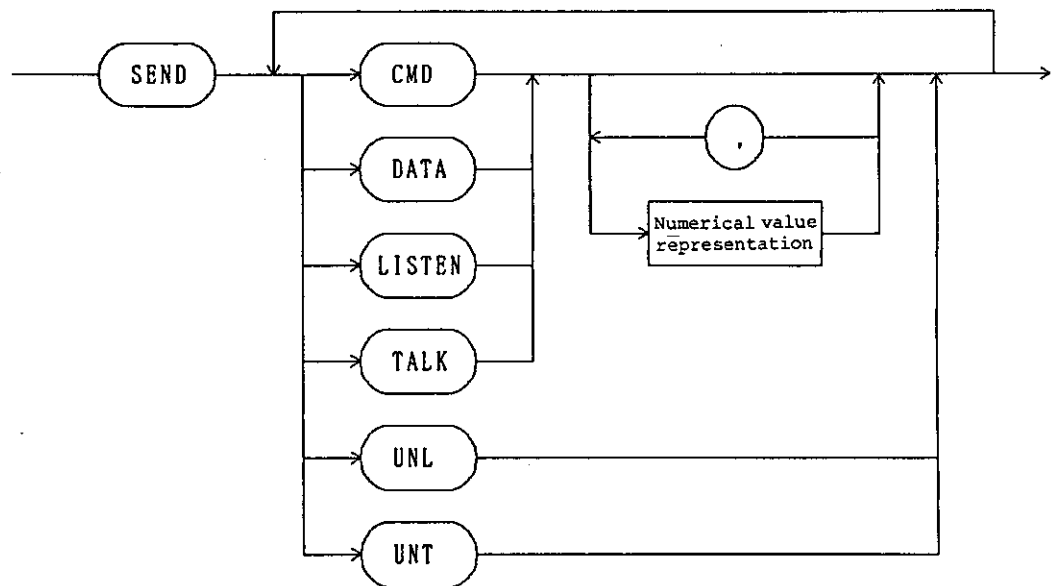 SEND
CMD
,
DATA
Numerical value
representation
LISTEN
TALK
UNL
UNT